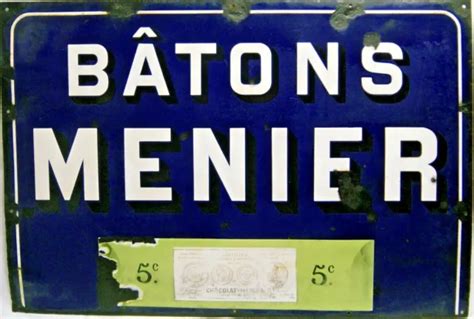 BÂTONS
MENIER
5c. 5c.
CHOCOLAT